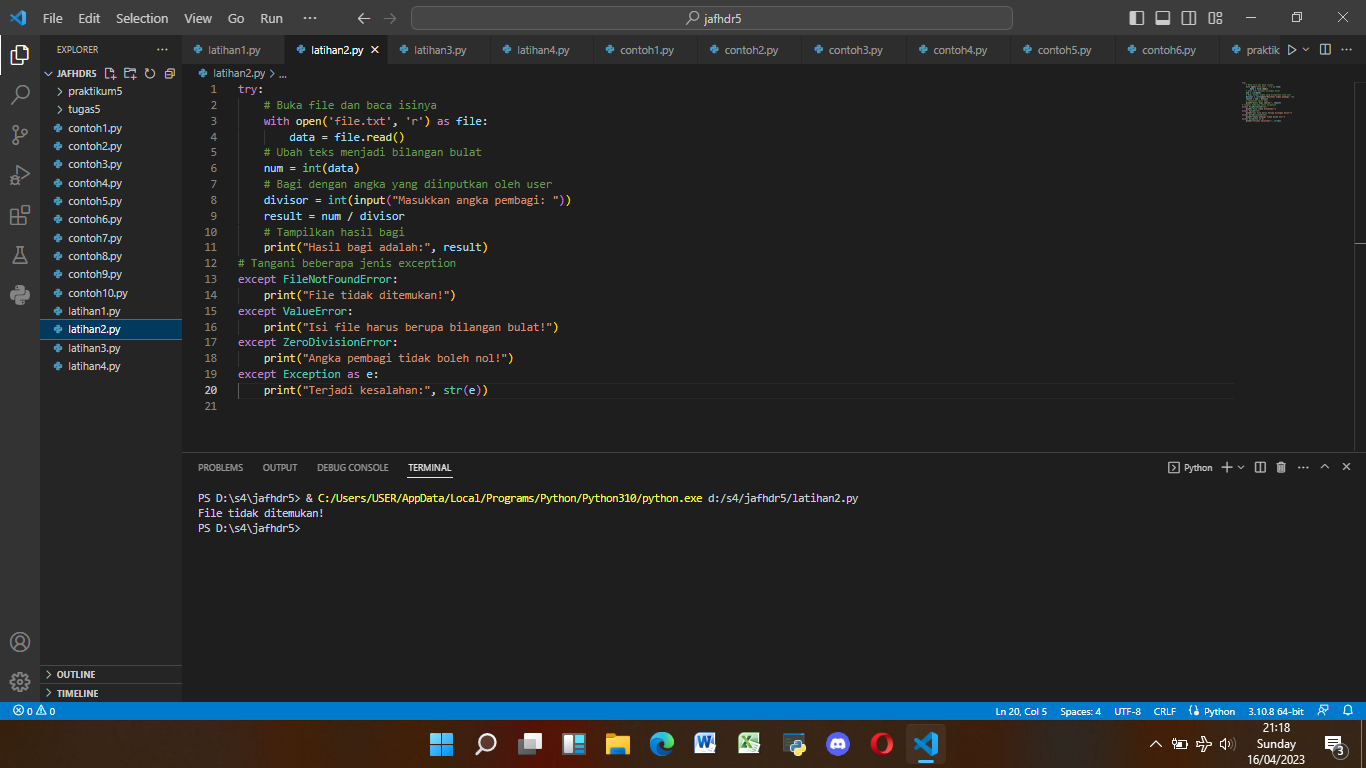 File Edit Selection View Go Run ··· jafhdr5
EXPLORER ···
JAFHDR5
praktikum5
tugas5
contoh1.py
contoh2.py
contoh3.py
contoh4.py
contoh5.py
contoh6.py
contoh7.py
contoh8.py
contoh9.py
contoh10.py
latihan1.py
latihan2.py
latihan3.py
latihan4.py
OUTLINE
TIMELINE
latihan1.py latihan2.py latihan3.py latihan4.py contoh1.py contoh2.py contoh3.py contoh4.py contoh5.py contoh6.py praktik
latihan2.py > ...
1 try:
2     # Buka file dan baca isinya
3     with open('file.txt', 'r') as file:
4         data = file.read()
5     # Ubah teks menjadi bilangan bulat
6     num = int(data)
7     # Bagi dengan angka yang diinputkan oleh user
8     divisor = int(input("Masukkan angka pembagi: "))
9     result = num / divisor
10     # Tampilkan hasil bagi
11     print("Hasil bagi adalah:", result)
12 # Tangani beberapa jenis exception
13 except FileNotFoundError:
14     print("File tidak ditemukan!")
15 except ValueError:
16     print("Isi file harus berupa bilangan bulat!")
17 except ZeroDivisionError:
18     print("Angka pembagi tidak boleh nol!")
19 except Exception as e:
20     print("Terjadi kesalahan:", str(e))
21
PROBLEMS OUTPUT DEBUG CONSOLE TERMINAL Python
PS D:\s4\jafhdr5> & C:/Users/USER/AppData/Local/Programs/Python/Python310/python.exe d:/s4/jafhdr5/latihan2.py
File tidak ditemukan!
PS D:\s4\jafhdr5>
0 0 Ln 20, Col 5 Spaces: 4 UTF-8 CRLF Python 3.10.8 64-bit
21:18
Sunday
16/04/2023
3